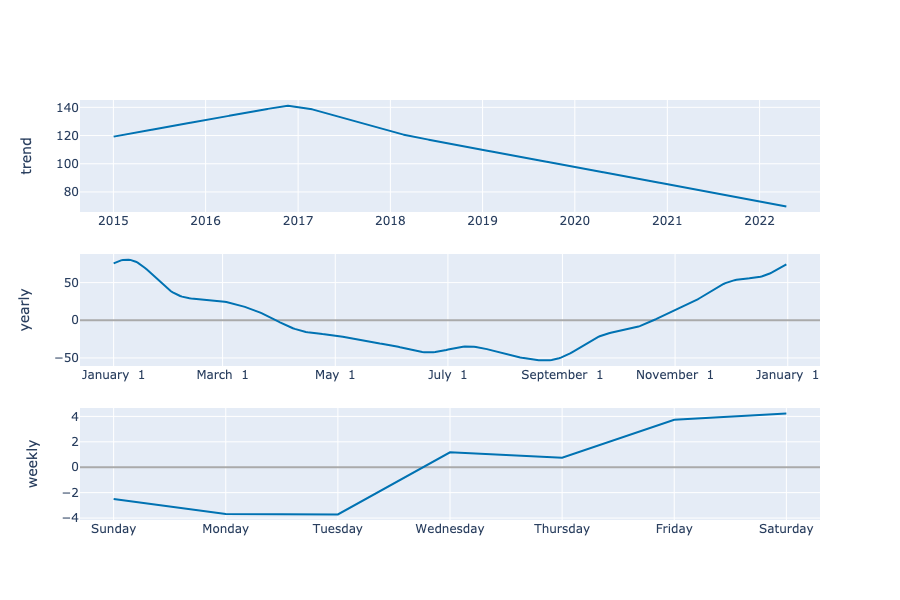 trend
140
120
100
80
2015 2016 2017 2018 2019 2020 2021 2022
yearly
50
0
−50
January 1 March 1 May 1 July 1 September 1 November 1 January 1
weekly
4
2
0
−2
−4
Sunday Monday Tuesday Wednesday Thursday Friday Saturday